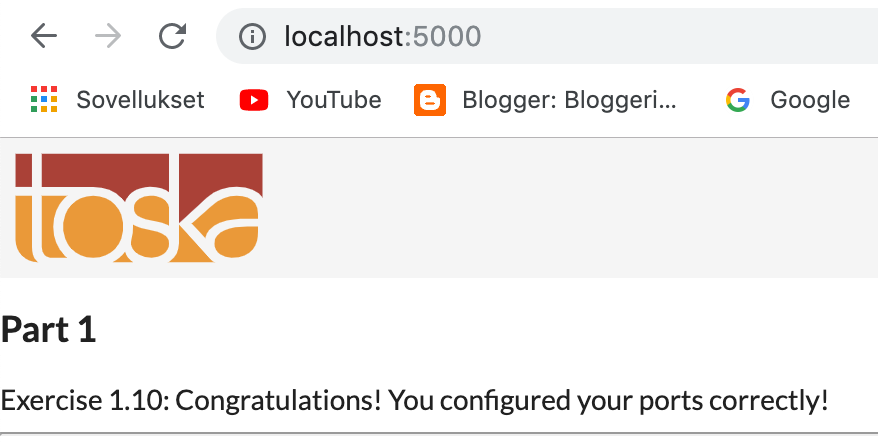 localhost:5000
Sovellukset YouTube Blogger: Bloggeri... Google
toska
Part 1
Exercise 1.10: Congratulations! You configured your ports correctly!